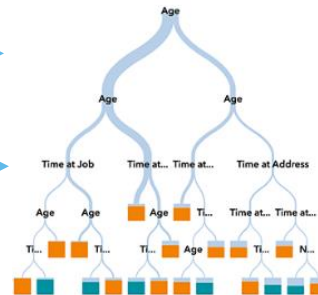 Age
Age Age
Time at Job Time at... Time at... Time at Address
Age Age Age Ti... Time at... Time at...
Ti... Ti... Ti... Age Ti... N...